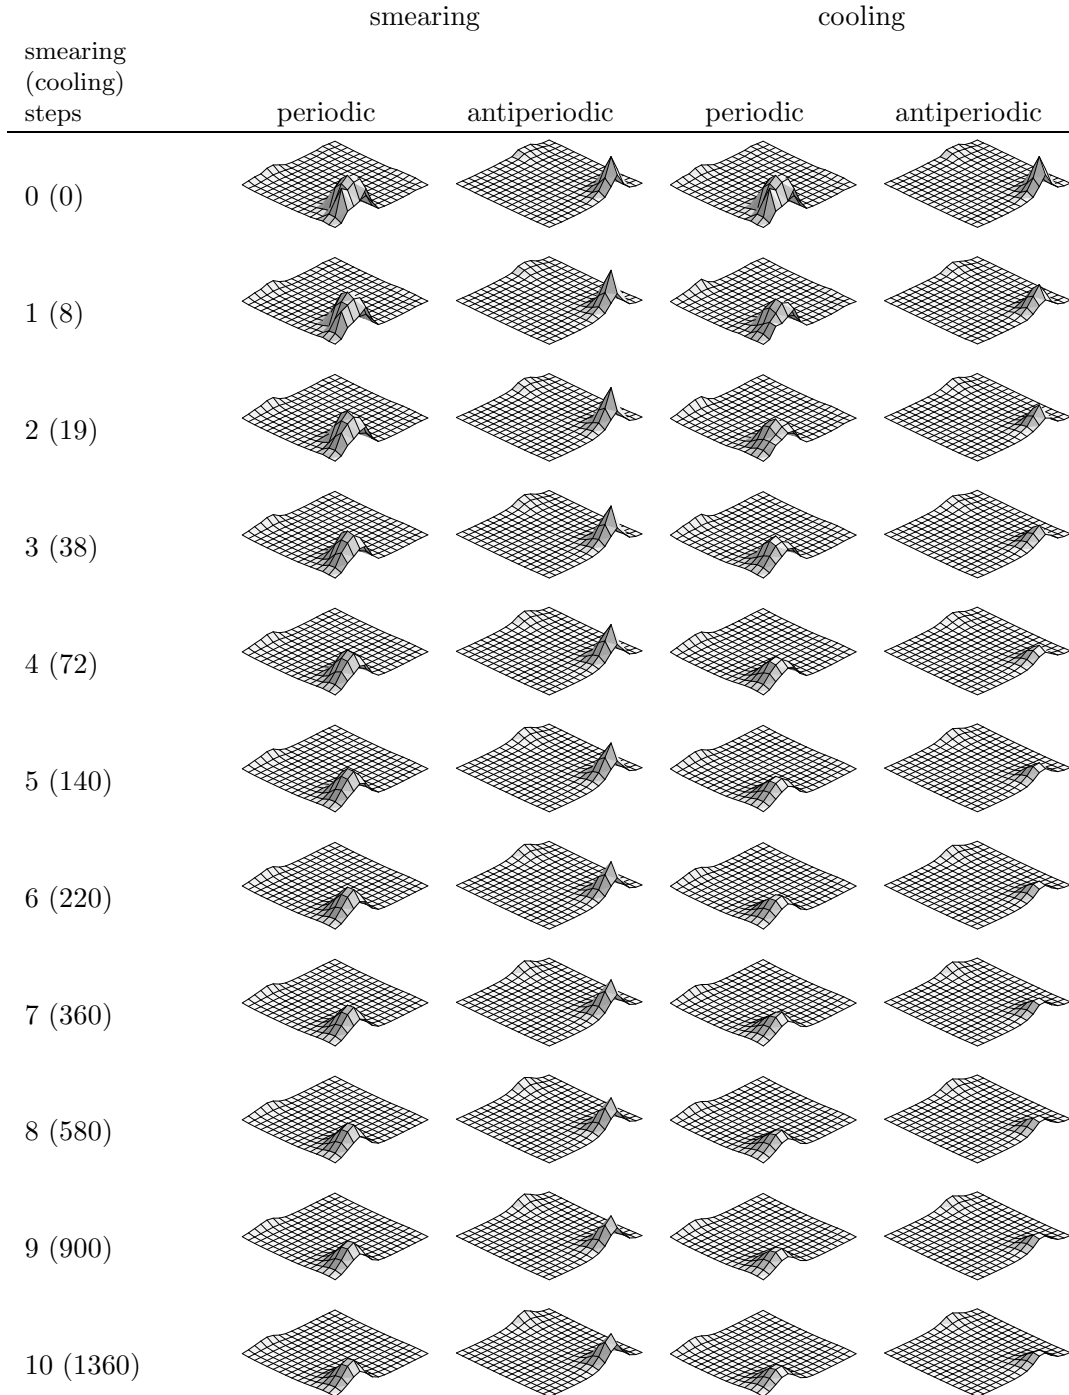 smearing cooling
smearing
(cooling)
steps periodic antiperiodic periodic antiperiodic
0 (0)
1 (8)
2 (19)
3 (38)
4 (72)
5 (140)
6 (220)
7 (360)
8 (580)
9 (900)
10 (1360)